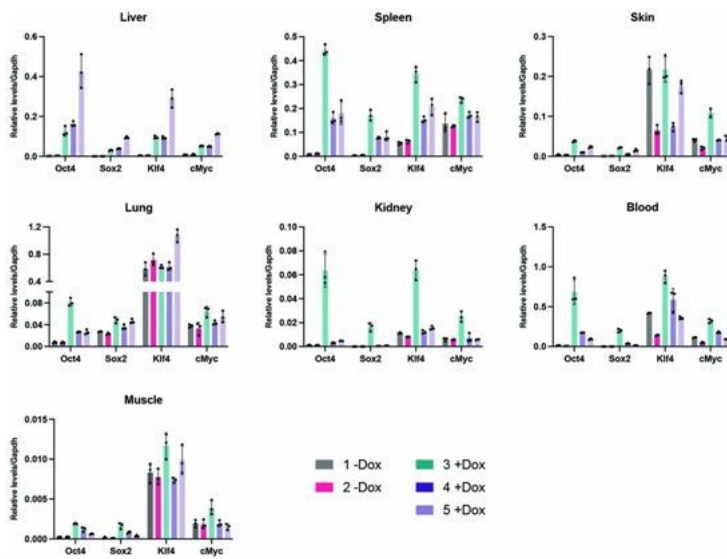 Liver
Relative levels/Gapdh
0.6
0.4
0.2
0.0
Oct4 Sox2 Klf4 cMyc
Spleen
Relative levels/Gapdh
0.5
0.4
0.3
0.2
0.1
0.0
Oct4 Sox2 Klf4 cMyc
Skin
Relative levels/Gapdh
0.3
0.2
0.1
0.0
Oct4 Sox2 Klf4 cMyc
Lung
Relative levels/Gapdh
1.2
0.8
0.4
0.08
0.04
0.00
Oct4 Sox2 Klf4 cMyc
Kidney
Relative levels/Gapdh
0.10
0.08
0.06
0.04
0.02
0.00
Oct4 Sox2 Klf4 cMyc
Blood
Relative levels/Gapdh
1.5
1.0
0.5
0.0
Oct4 Sox2 Klf4 cMyc
Muscle
Relative levels/Gapdh
0.015
0.010
0.005
0.000
Oct4 Sox2 Klf4 cMyc
1 -Dox
2 -Dox
3 +Dox
4 +Dox
5 +Dox